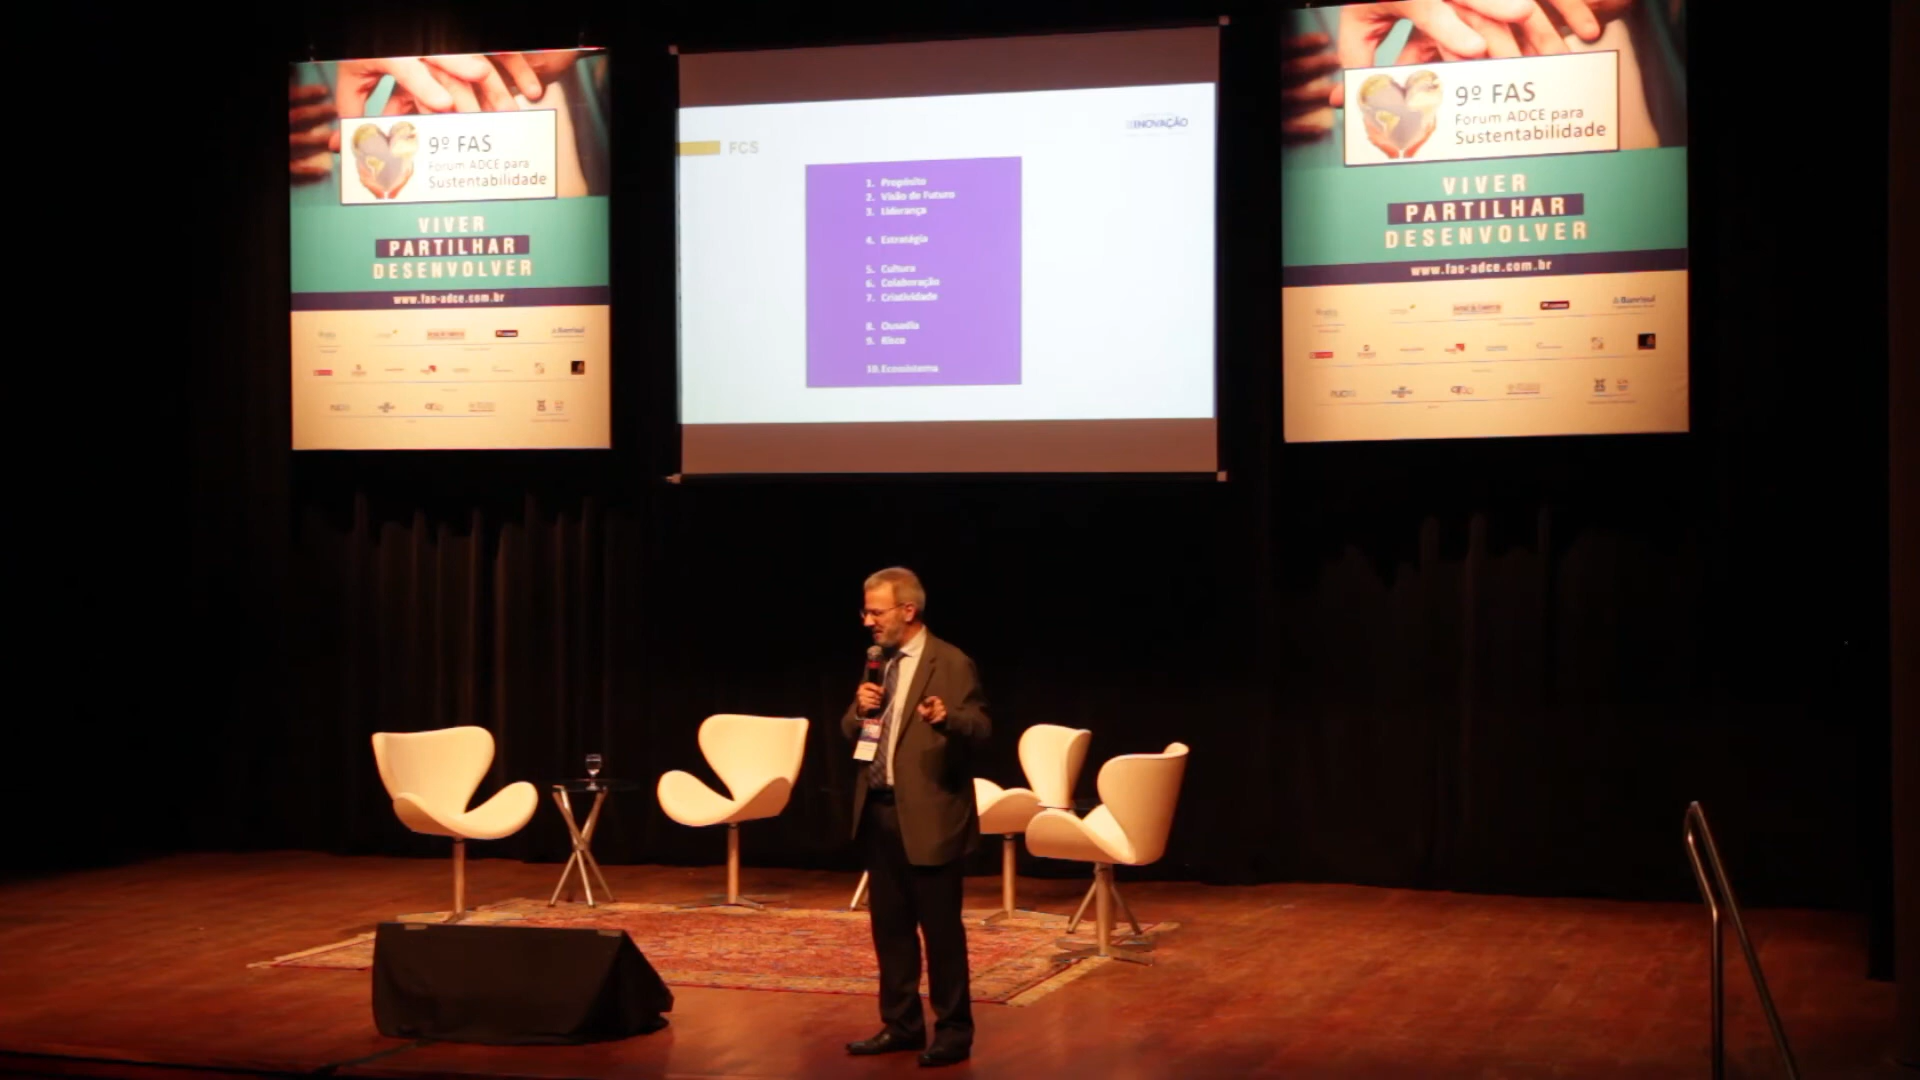 9º FAS
Fórum ADCE para
Sustentabilidade
VIVER
PARTILHAR
DESENVOLVER
www.fas-adce.com.br
Banrisul
INOVAÇÃO
FCS
1. Propósito
2. Visão de Futuro
3. Liderança
4. Estratégia
5. Cultura
6. Colaboração
7. Criatividade
8. Ousadia
9. Risco
10. Ecossistema
9º FAS
Fórum ADCE para
Sustentabilidade
VIVER
PARTILHAR
DESENVOLVER
www.fas-adce.com.br
Banrisul